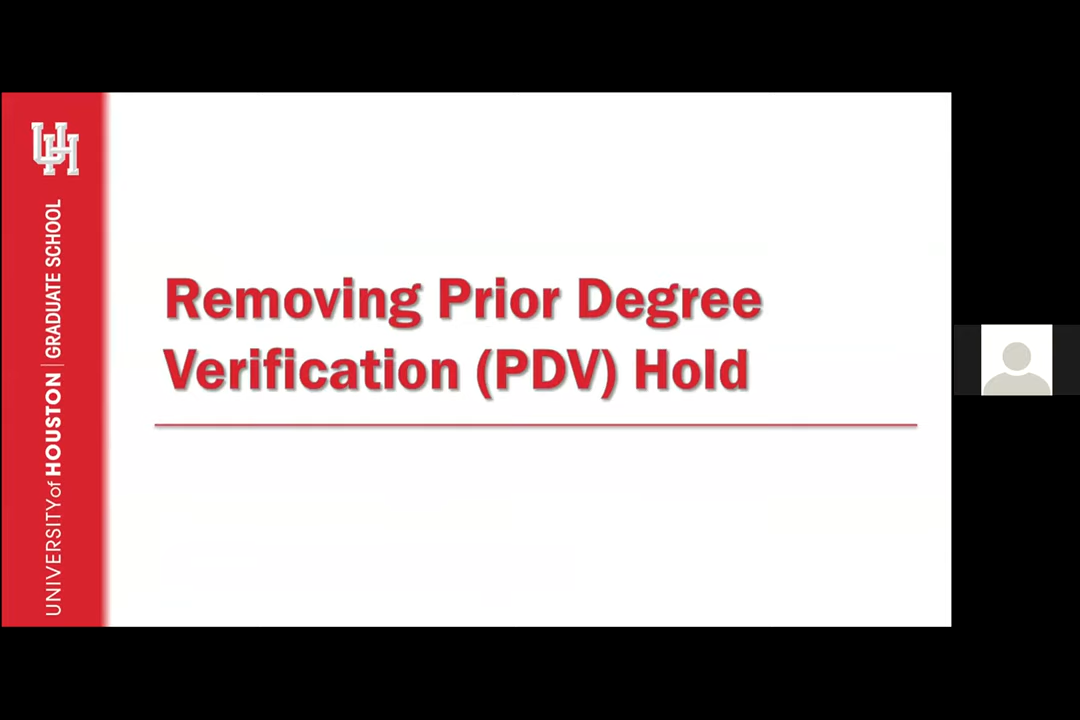 UH
UNIVERSITY of HOUSTON | GRADUATE SCHOOL
Removing Prior Degree
Verification (PDV) Hold